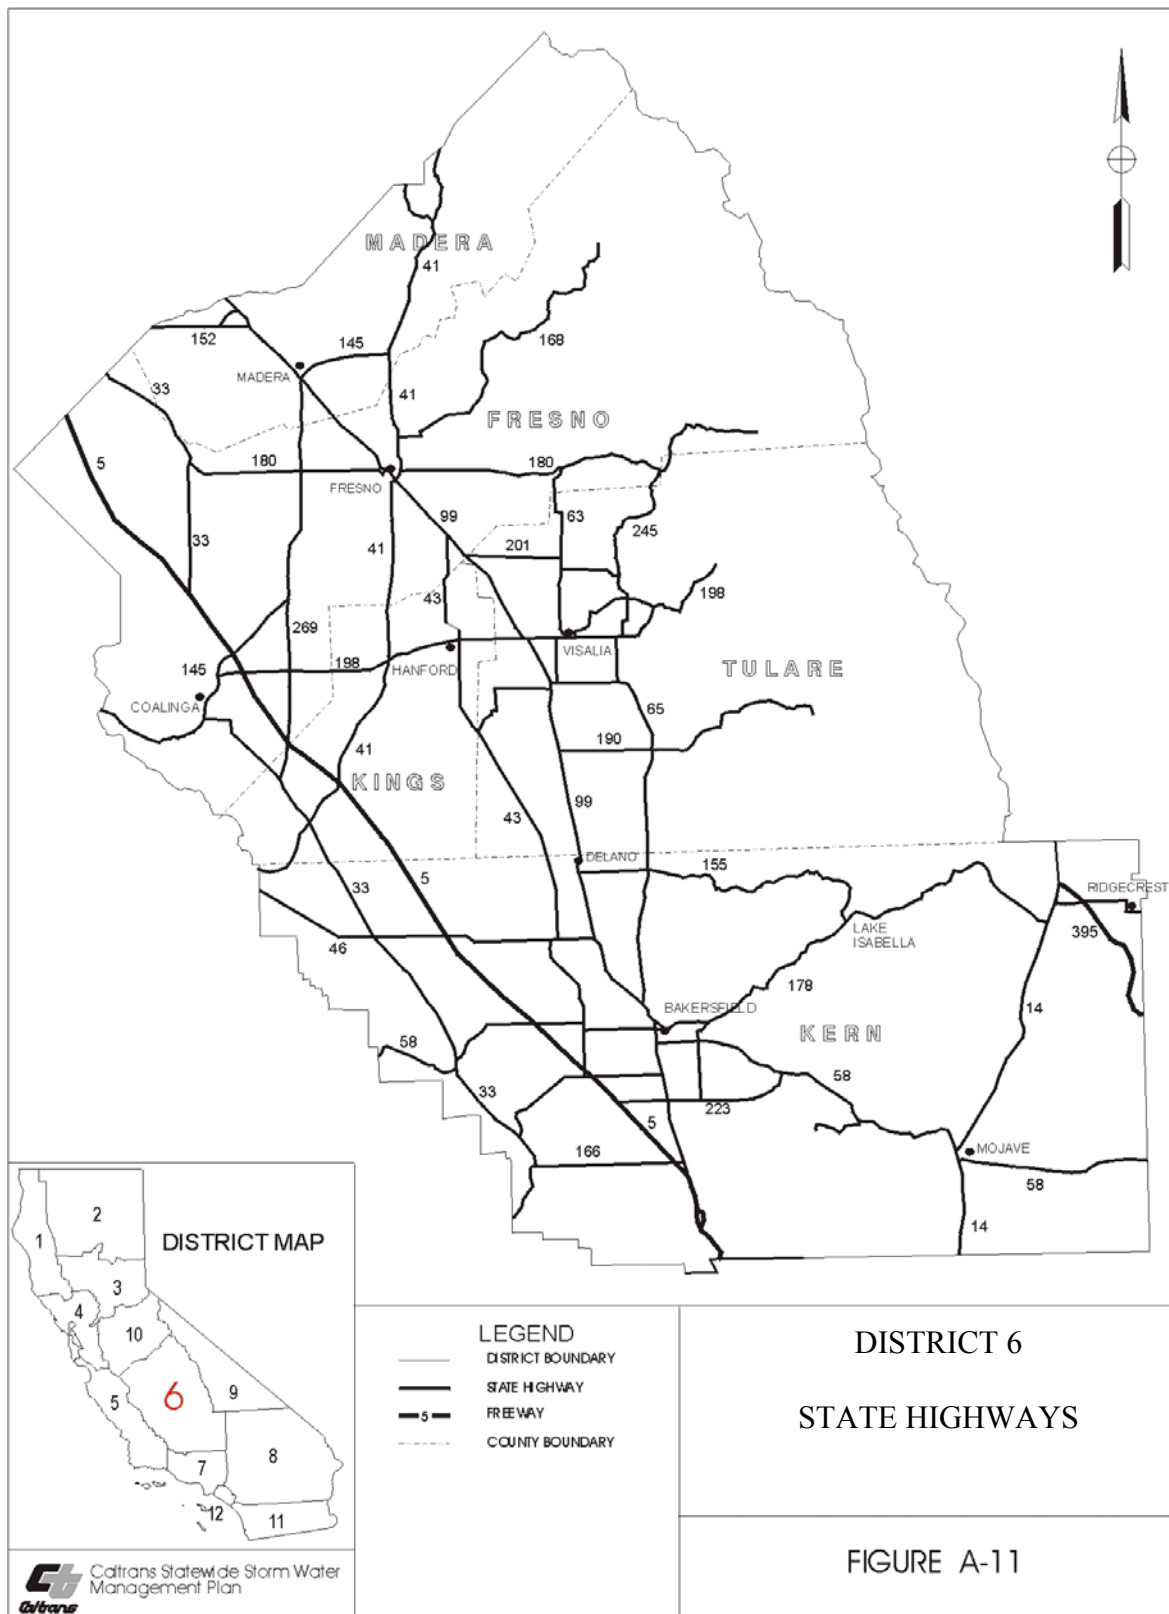 MADERA
41
152
145
168
MADERA
33
41
FRESNO
5
180
180
FRESNO
99
63
33
41
201
245
43
198
269
VISALIA
145
198
HANFORD
TULARE
COALINGA
65
41
190
KINGS
99
43
DELANO
155
5
33
RIDGECREST
LAKE
ISABELLA
395
46
178
BAKERSFIELD
14
KERN
58
58
33
223
5
166
MOJAVE
58
14
DISTRICT MAP
1
2
3
4
10
5
6
9
8
7
12
11
LEGEND
DISTRICT BOUNDARY
STATE HIGHWAY
5
FREEWAY
COUNTY BOUNDARY
DISTRICT 6
STATE HIGHWAYS
FIGURE A-11
Caltrans Statewide Storm Water
Management Plan
Caltrans